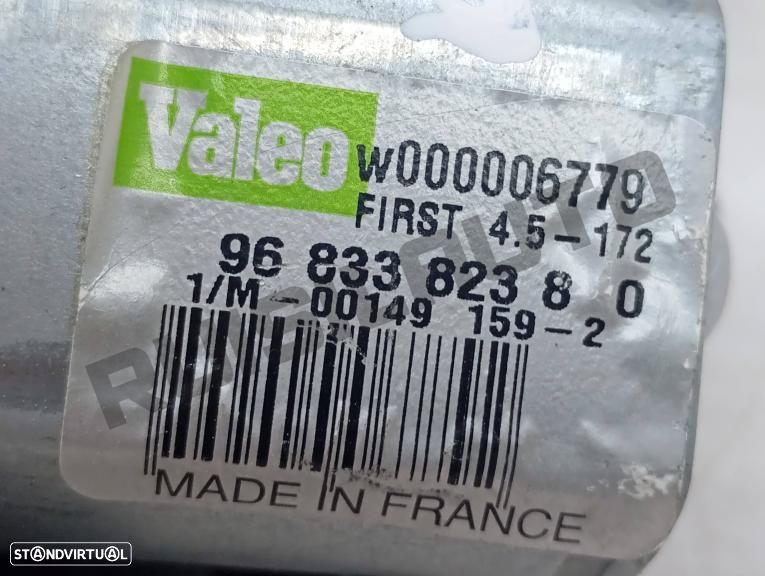 Valeo
W000006779
FIRST 4.5-172
96 833 823 8 0
1/M-00149 159-2
MADE IN FRANCE
STANDVIRTUAL